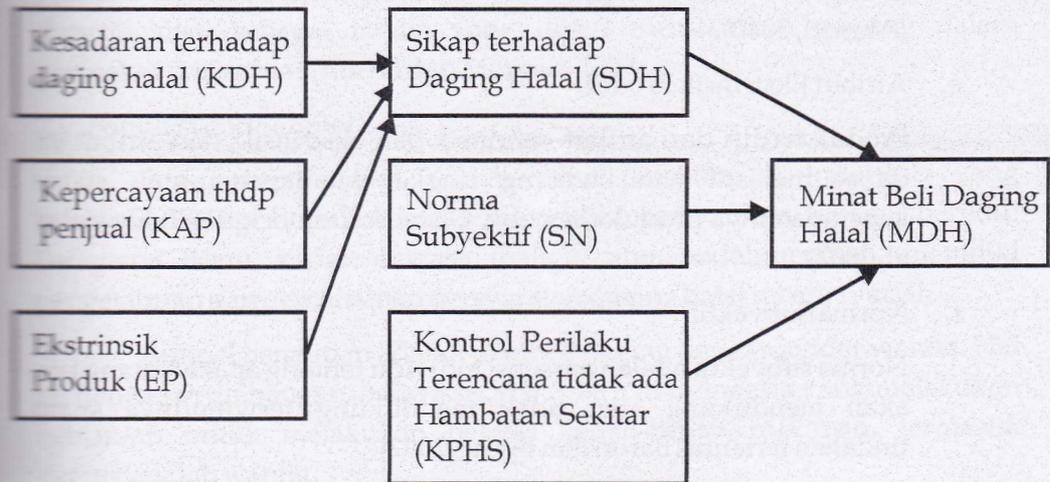 Kesadaran terhadap
daging halal (KDH)
Sikap terhadap
Daging Halal (SDH)
Kepercayaan thdp
penjual (KAP)
Norma
Subyektif (SN)
Minat Beli Daging
Halal (MDH)
Ekstrinsik
Produk (EP)
Kontrol Perilaku
Terencana tidak ada
Hambatan Sekitar
(KPHS)